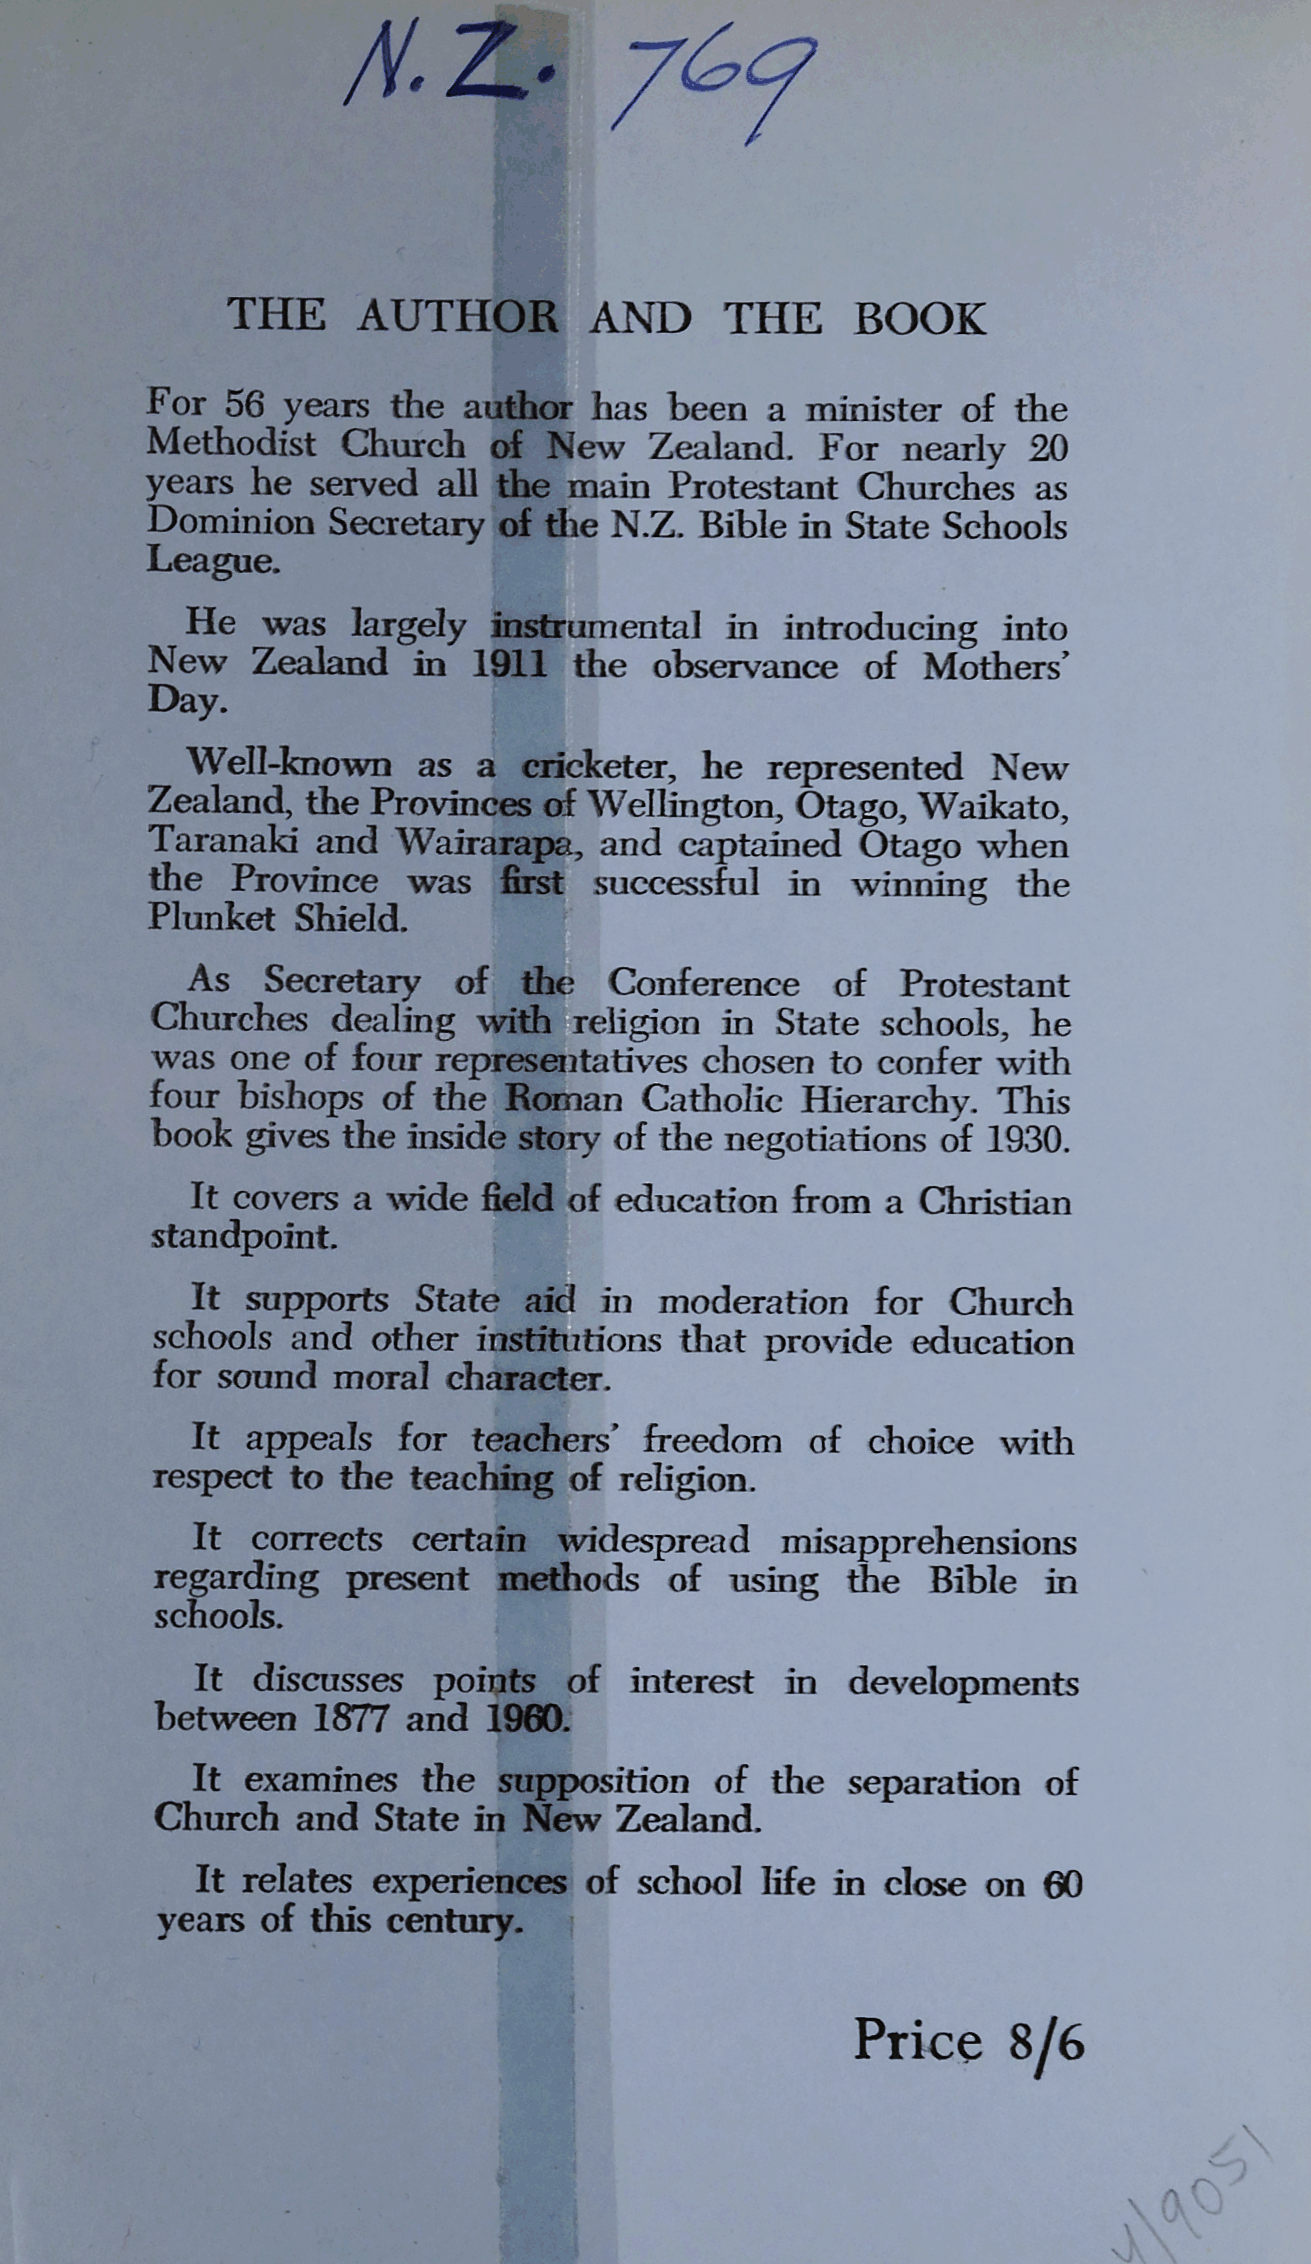 N.Z. 769
THE AUTHOR AND THE BOOK
For 56 years the author has been a minister of the
Methodist Church of New Zealand. For nearly 20
years he served all the main Protestant Churches as
Dominion Secretary of the N.Z. Bible in State Schools
League.
He was largely instrumental in introducing into
New Zealand in 1911 the observance of Mothers’
Day.
Well-known as a cricketer, he represented New
Zealand, the Provinces of Wellington, Otago, Waikato,
Taranaki and Wairarapa, and captained Otago when
the Province was first successful in winning the
Plunket Shield.
As Secretary of the Conference of Protestant
Churches dealing with religion in State schools, he
was one of four representatives chosen to confer with
four bishops of the Roman Catholic Hierarchy. This
book gives the inside story of the negotiations of 1930.
It covers a wide field of education from a Christian
standpoint.
It supports State aid in moderation for Church
schools and other institutions that provide education
for sound moral character.
It appeals for teachers’ freedom of choice with
respect to the teaching of religion.
It corrects certain widespread misapprehensions
regarding present methods of using the Bible in
schools.
It discusses points of interest in developments
between 1877 and 1960.
It examines the supposition of the separation of
Church and State in New Zealand.
It relates experiences of school life in close on 60
years of this century.
Price 8/6